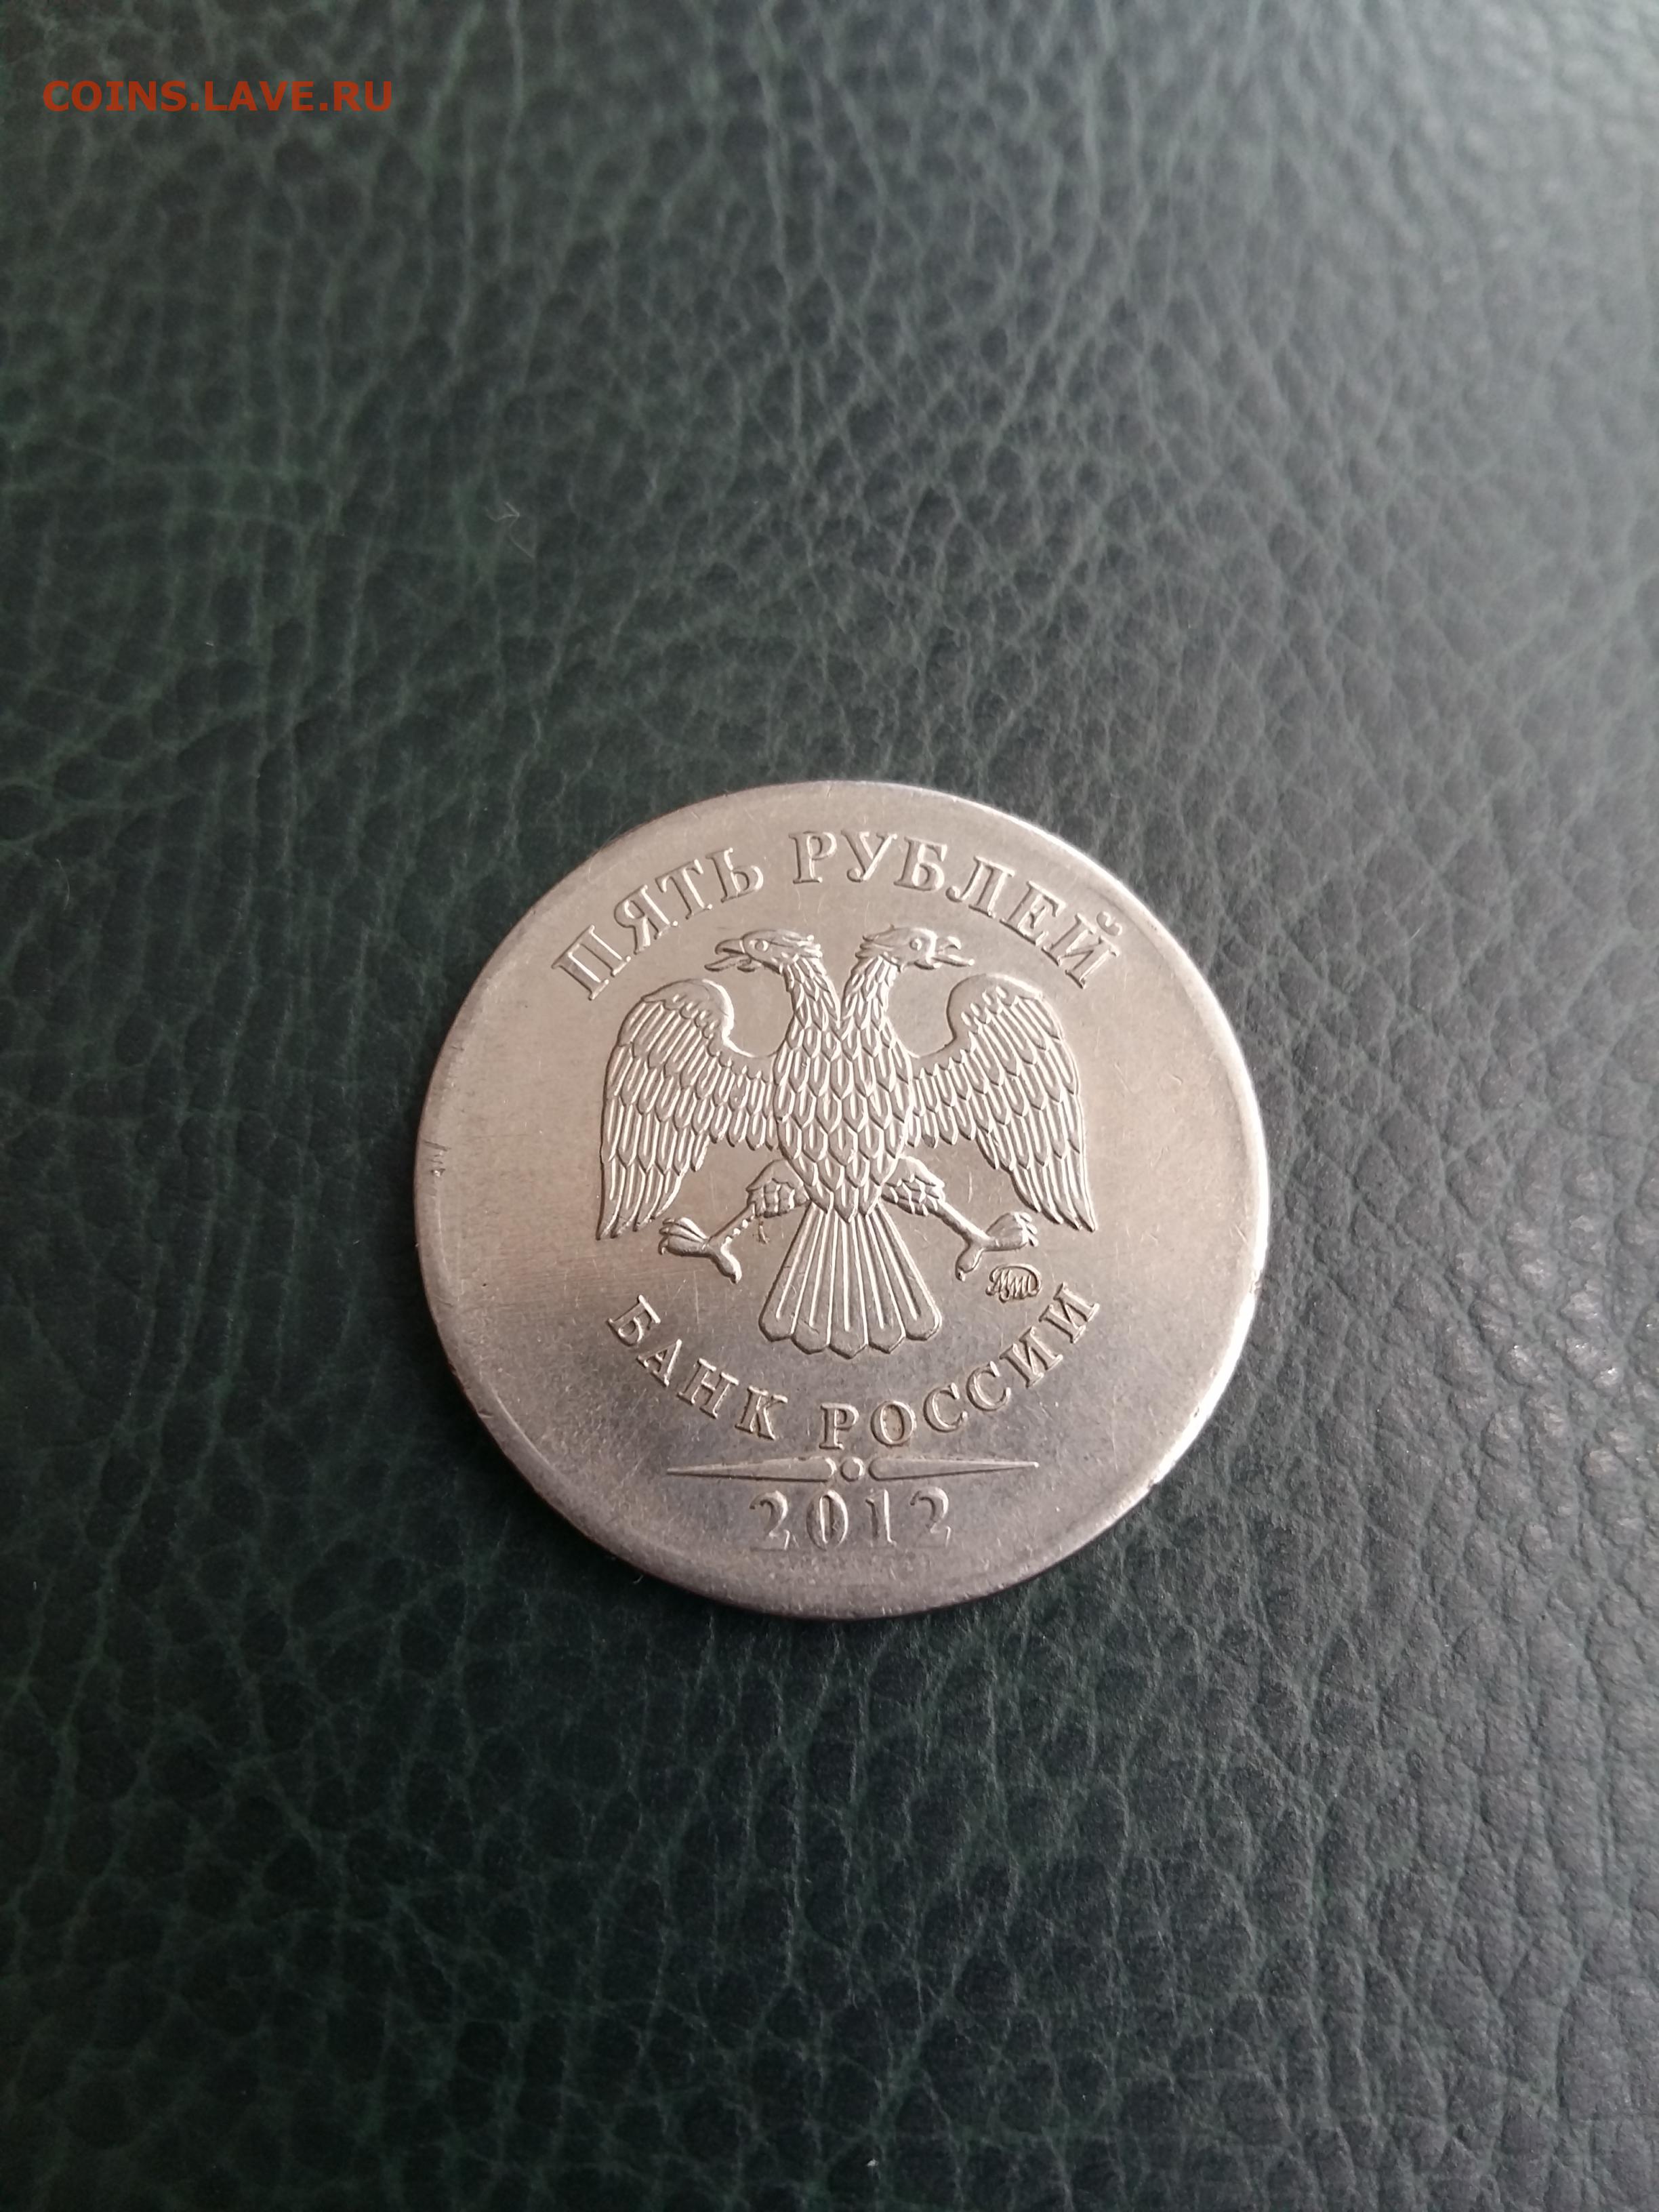 COINS.LAVE.RU
ПЯТЬ РУБЛЕЙ
ММД
БАНК РОССИИ
2012